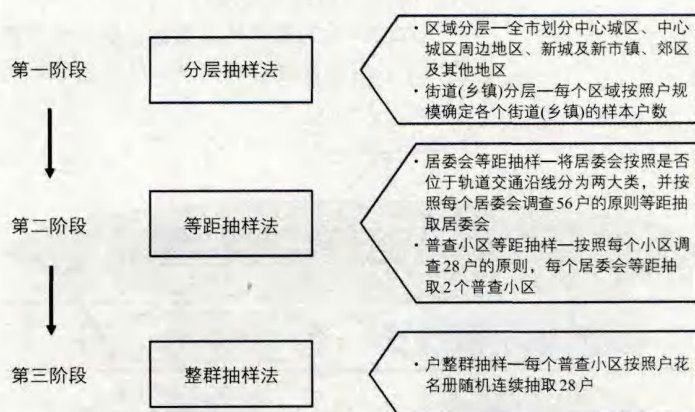 第一阶段
分层抽样法
· 区域分层—全市划分中心城区、中心
城区周边地区、新城及新市镇、郊区
及其他地区
· 街道(乡镇)分层—每个区域按照户规
模确定各个街道(乡镇)的样本户数
第二阶段
等距抽样法
· 居委会等距抽样—将居委会按照是否
位于轨道交通沿线分为两大类，并按
照每个居委会调查56户的原则等距抽
取居委会
· 普查小区等距抽样—按照每个小区调
查28户的原则，每个居委会等距抽
取2个普查小区
第三阶段
整群抽样法
· 户整群抽样—每个普查小区按照户花
名册随机连续抽取28户